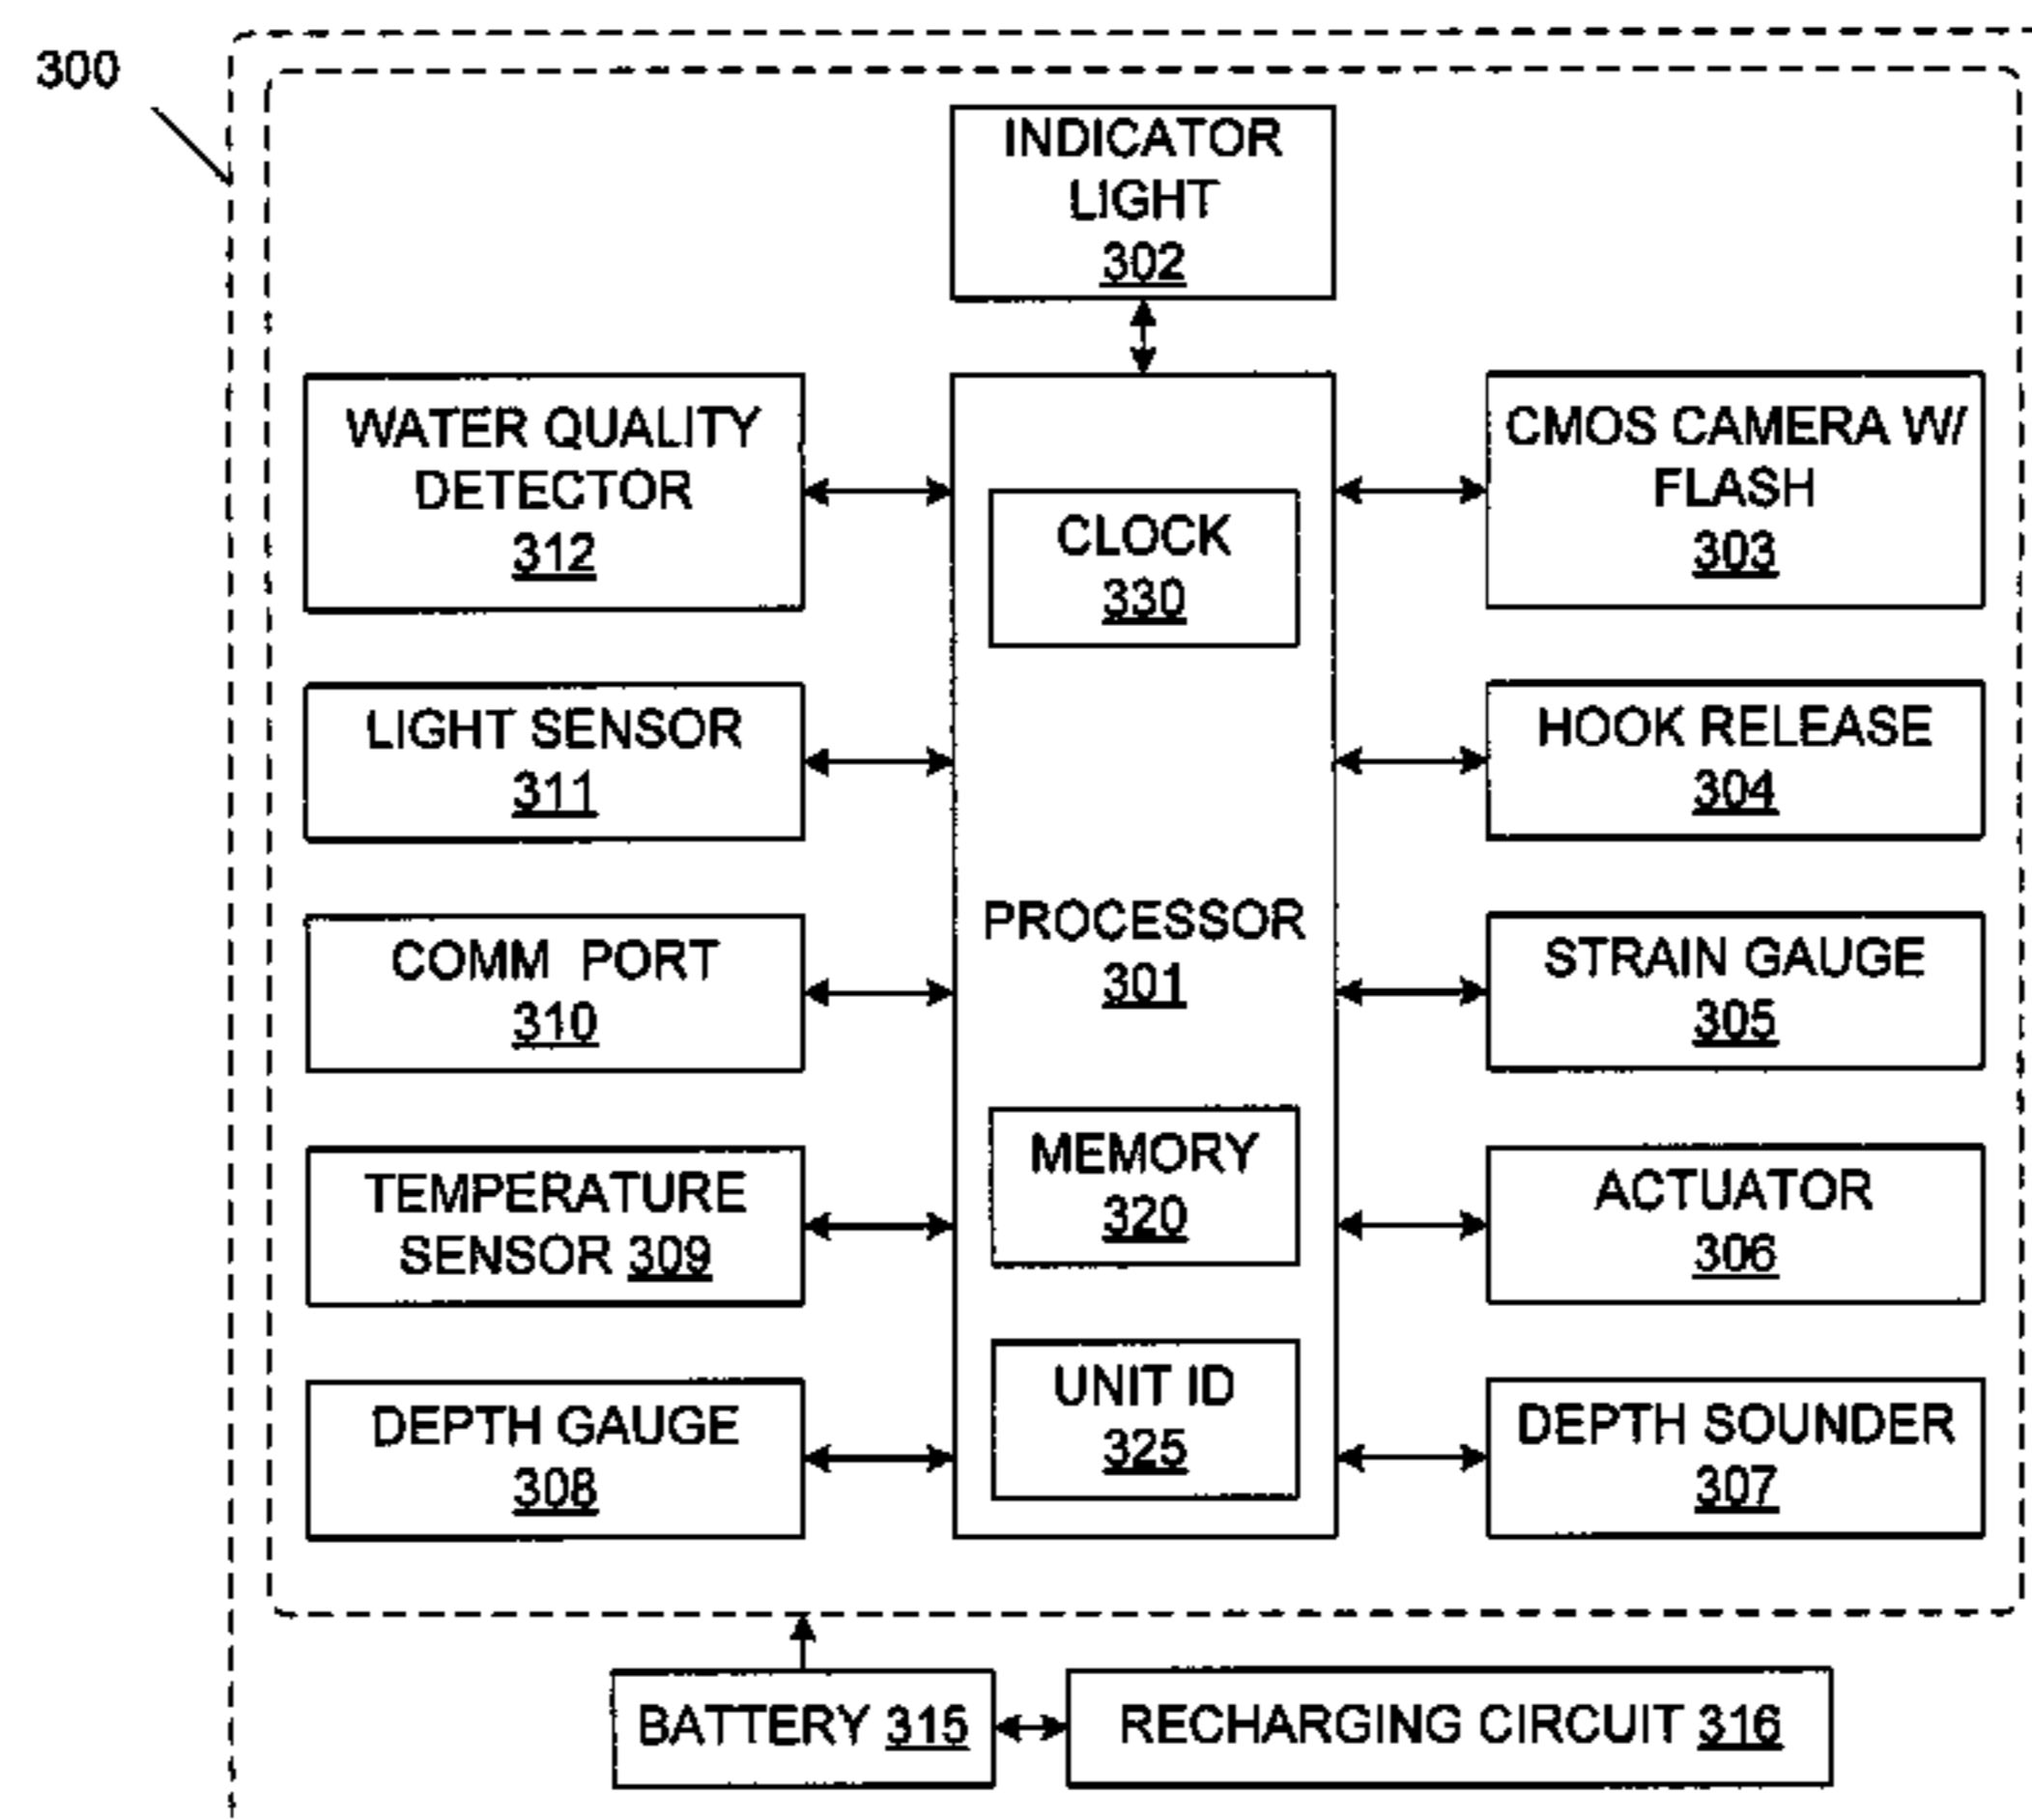 300
INDICATOR
LIGHT
302
WATER QUALITY
DETECTOR
312
CLOCK
330
CMOS CAMERA W/
FLASH
303
LIGHT SENSOR
311
HOOK RELEASE
304
COMM PORT
310
PROCESSOR
301
STRAIN GAUGE
305
TEMPERATURE
SENSOR 309
MEMORY
320
ACTUATOR
306
DEPTH GAUGE
308
UNIT ID
325
DEPTH SOUNDER
307
BATTERY 315
RECHARGING CIRCUIT 316